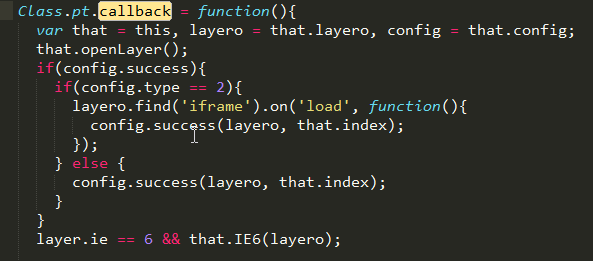 Class.pt.callback = function(){
  var that = this, layero = that.layero, config = that.config;
  that.openLayer();
  if(config.success){
    if(config.type == 2){
      layero.find('iframe').on('load', function(){
        config.success(layero, that.index);
      });
    } else {
      config.success(layero, that.index);
    }
  }
  layer.ie == 6 && that.IE6(layero);